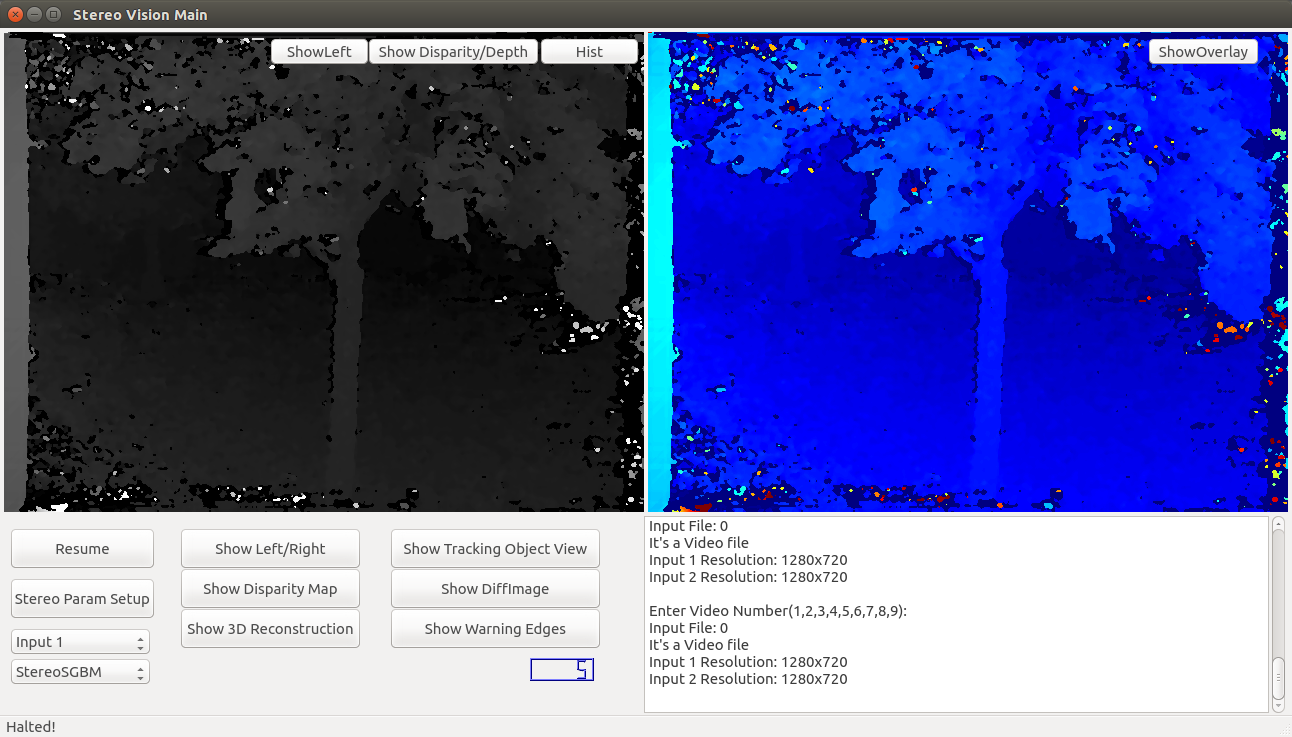 Stereo Vision Main
ShowLeft
Show Disparity/Depth
Hist
ShowOverlay
Resume
Show Left/Right
Show Tracking Object View
Stereo Param Setup
Show Disparity Map
Show DiffImage
Input 1
Show 3D Reconstruction
Show Warning Edges
StereoSGBM
5
Input File: 0
It's a Video file
Input 1 Resolution: 1280x720
Input 2 Resolution: 1280x720
Enter Video Number(1,2,3,4,5,6,7,8,9):
Input File: 0
It's a Video file
Input 1 Resolution: 1280x720
Input 2 Resolution: 1280x720
Halted!